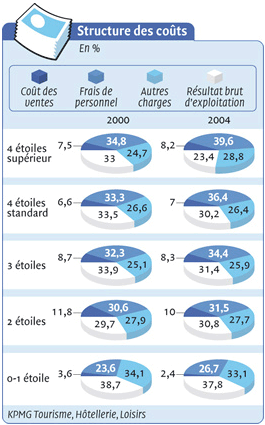 Structure des coûts
En %
Coût des ventes
Frais de personnel
Autres charges
Résultat brut d'exploitation
2000 2004
4 étoiles supérieur
7,5 34,8 24,7 33
8,2 39,6 28,8 23,4
4 étoiles standard
6,6 33,3 26,6 33,5
7 36,4 26,4 30,2
3 étoiles
8,7 32,3 25,1 33,9
8,3 34,4 25,9 31,4
2 étoiles
11,8 30,6 27,9 29,7
10 31,5 27,7 30,8
0-1 étoile
3,6 23,6 34,1 38,7
2,4 26,7 33,1 37,8
KPMG Tourisme, Hôtellerie, Loisirs